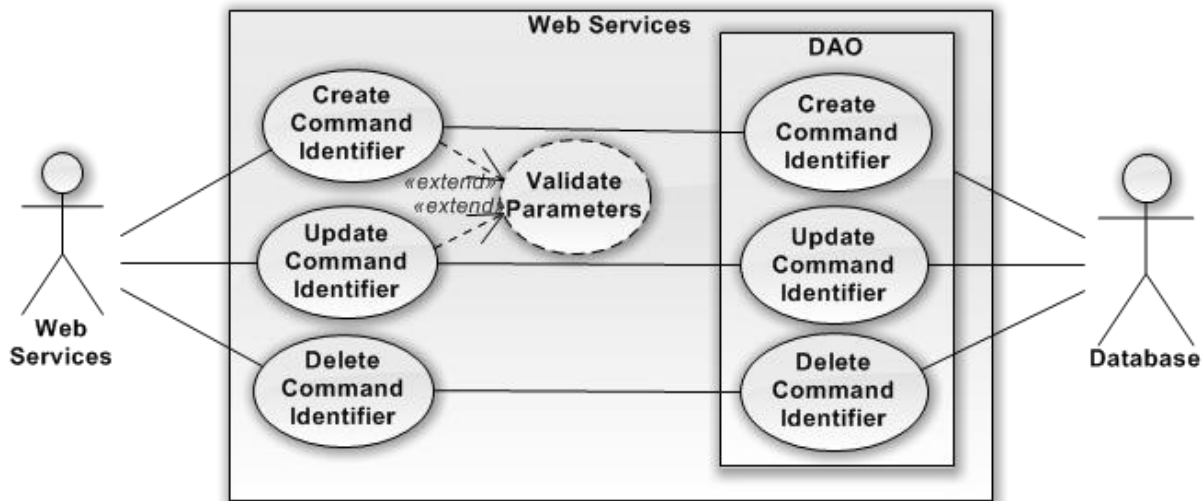 Web Services
DAO
Create
Command
Identifier
Create
Command
Identifier
«extend»
«extend»
Validate
Parameters
Update
Command
Identifier
Update
Command
Identifier
Web
Services
Database
Delete
Command
Identifier
Delete
Command
Identifier